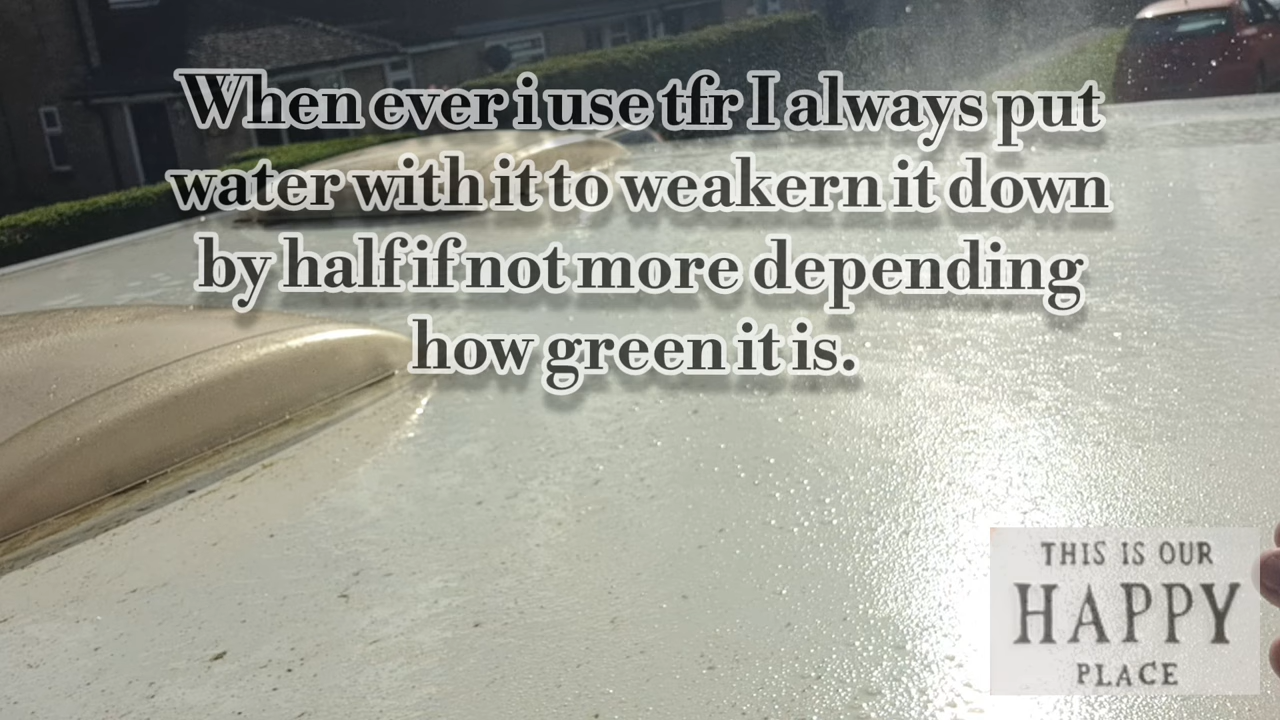 When ever i use tfr I always put
water with it to weakern it down
by half if not more depending
how green it is.
THIS IS OUR
HAPPY
PLACE